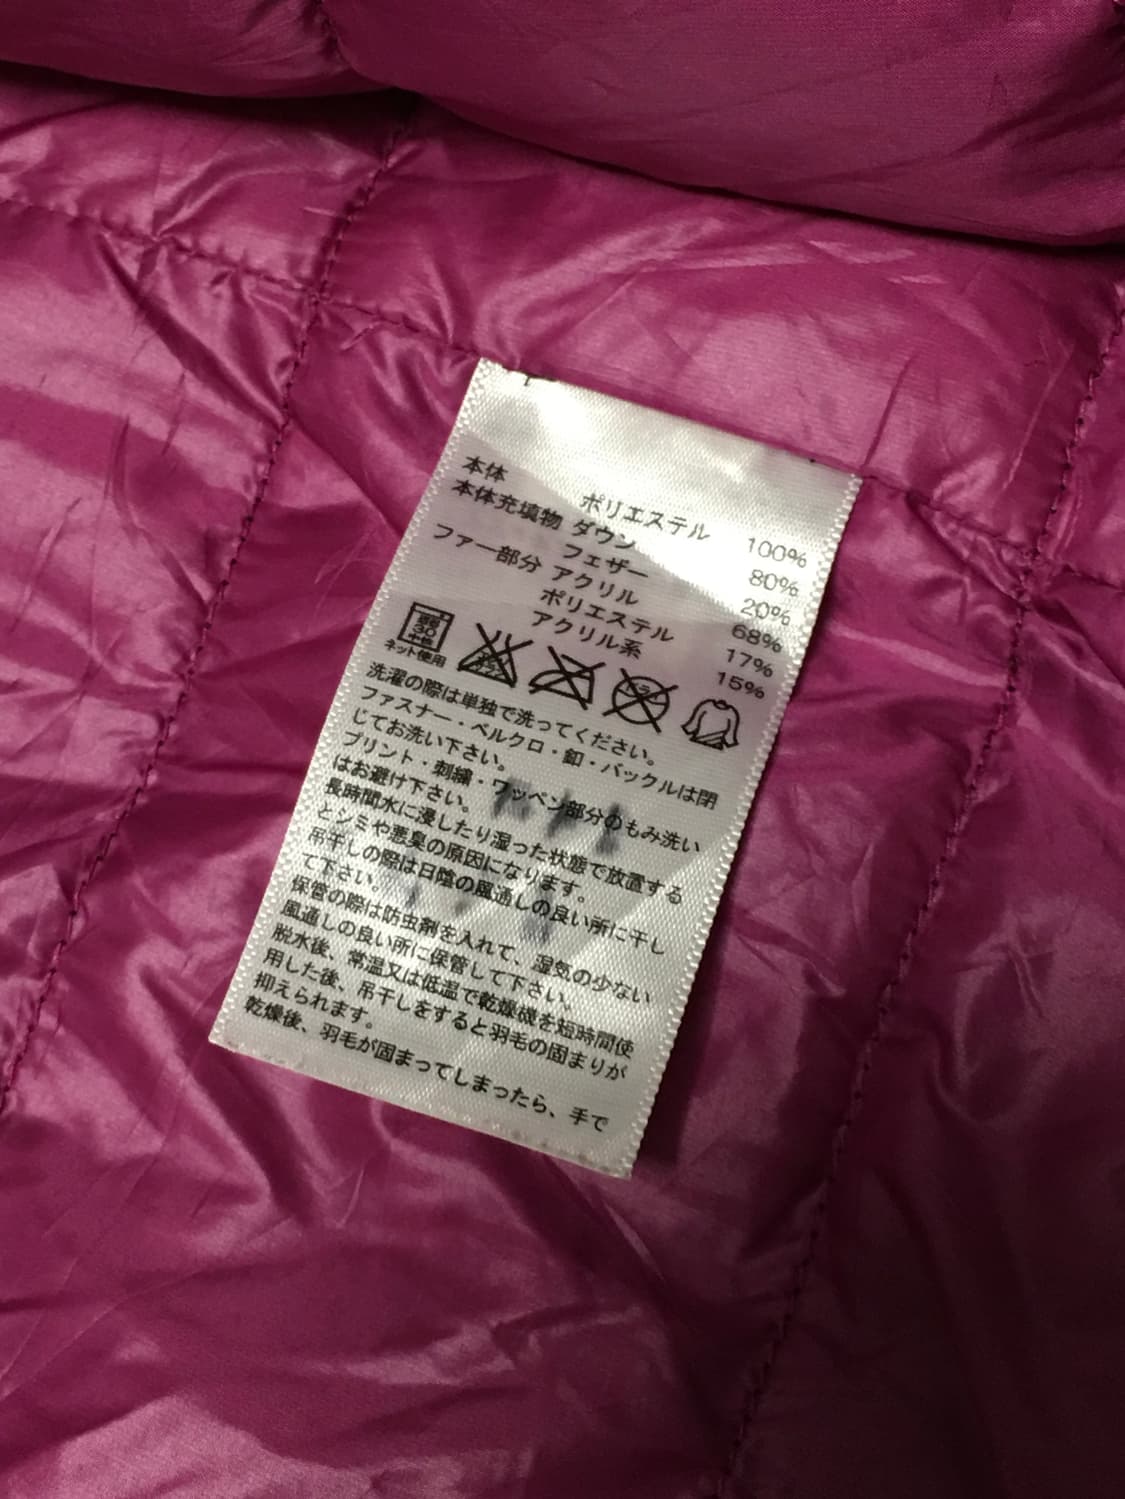 本体 ポリエステル 100%
本体充填物 ダウン 80%
フェザー 20%
ファー部分 アクリル 68%
ポリエステル 17%
アクリル系 15%
ネット使用
洗濯の際は単独で洗ってください。
ファスナー・ベルクロ・釦・バックルは閉
じてお洗い下さい。
プリント・刺繍・ワッペン部分のもみ洗い
はお避け下さい。
長時間水に浸したり湿った状態で放置する
とシミや悪臭の原因になります。
吊干しの際は日陰の風通しの良い所に干し
て下さい。
保管の際は防虫剤を入れて、湿気の少ない
風通しの良い所に保管して下さい。
脱水後、常温又は低温で乾燥機を短時間使
用した後、吊干しをすると羽毛の固まりが
抑えられます。
乾燥後、羽毛が固まってしまったら、手で